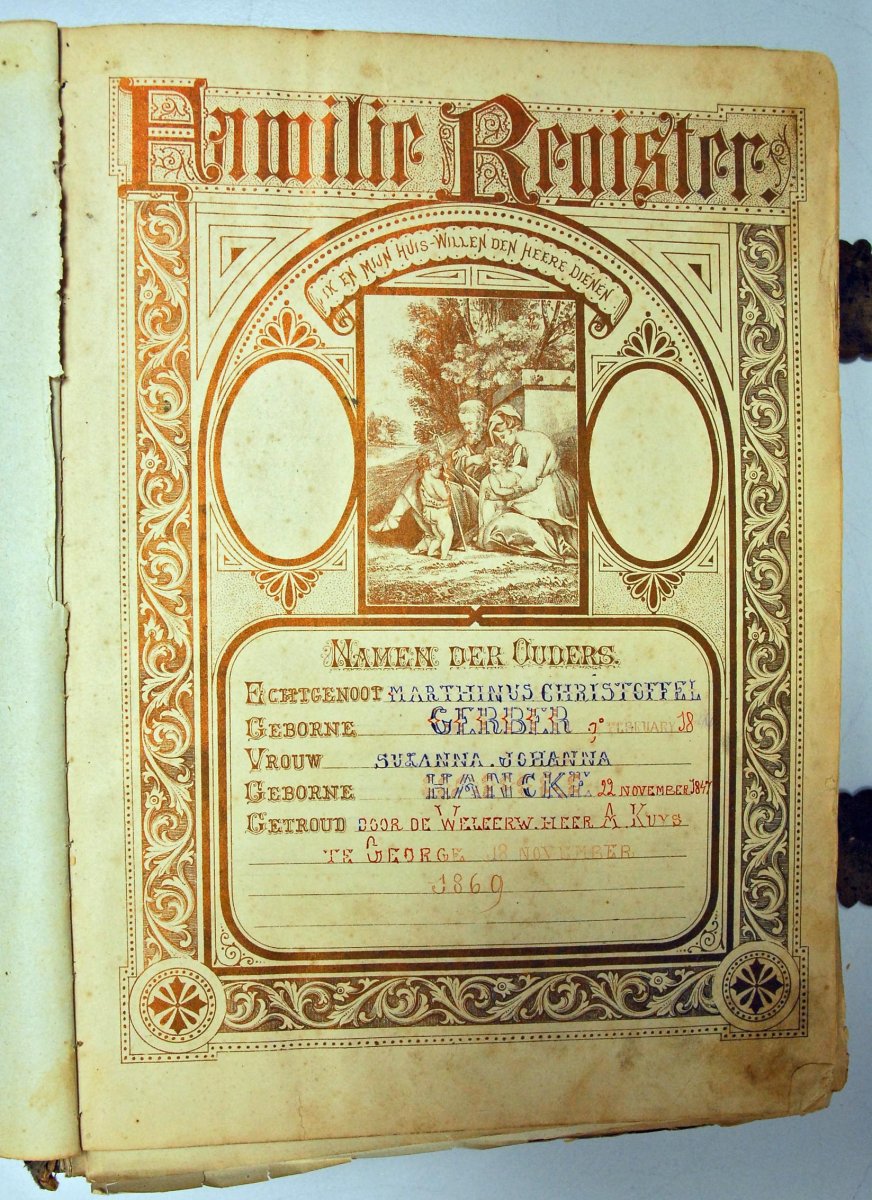 Familie Register.
IK EN MIJN HUIS-WILLEN DEN HEERE DIENEN
NAMEN DER OUDERS.
ECHTGENOOT MARTHINUS CHRISTOFFEL
GEBORNE GERBER FEBRUARY 18
VROUW SUSANNA JOHANNA
GEBORNE HANCKE 22 NOVEMBER 1847
GETROUD DOOR DE WELEERW. HEER A. KUYS
TE GEORGE 18 NOVEMBER
1869